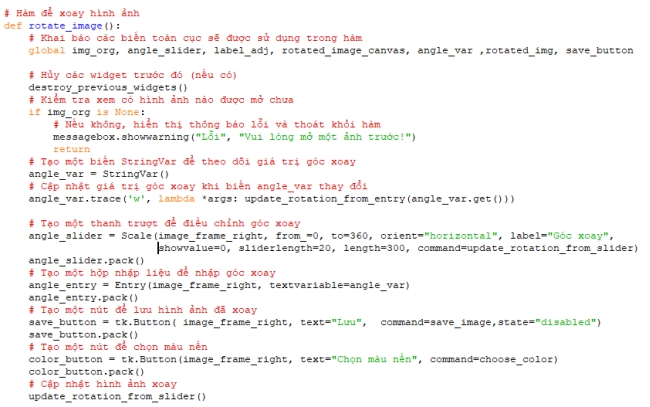 # Hàm để xoay hình ảnh
def rotate_image():
    # Khai báo các biến toàn cục sẽ được sử dụng trong hàm
    global img_org, angle_slider, label_adj, rotated_image_canvas, angle_var ,rotated_img, save_button

    # Hủy các widget trước đó (nếu có)
    destroy_previous_widgets()
    # Kiểm tra xem có hình ảnh nào được mở chưa
    if img_org is None:
        # Nếu không, hiển thị thông báo lỗi và thoát khỏi hàm
        messagebox.showwarning("Lỗi", "Vui lòng mở một ảnh trước!")
        return
    # Tạo một biến StringVar để theo dõi giá trị góc xoay
    angle_var = StringVar()
    # Cập nhật giá trị góc xoay khi biến angle_var thay đổi
    angle_var.trace('w', lambda *args: update_rotation_from_entry(angle_var.get()))

    # Tạo một thanh trượt để điều chỉnh góc xoay
    angle_slider = Scale(image_frame_right, from_=0, to=360, orient="horizontal", label="Góc xoay",
                         showvalue=0, sliderlength=20, length=300, command=update_rotation_from_slider)
    angle_slider.pack()
    # Tạo một hộp nhập liệu để nhập góc xoay
    angle_entry = Entry(image_frame_right, textvariable=angle_var)
    angle_entry.pack()
    # Tạo một nút để lưu hình ảnh đã xoay
    save_button = tk.Button( image_frame_right, text="Lưu",  command=save_image,state="disabled")
    save_button.pack()
    # Tạo một nút để chọn màu nền
    color_button = tk.Button(image_frame_right, text="Chọn màu nền", command=choose_color)
    color_button.pack()
    # Cập nhật hình ảnh xoay
    update_rotation_from_slider()